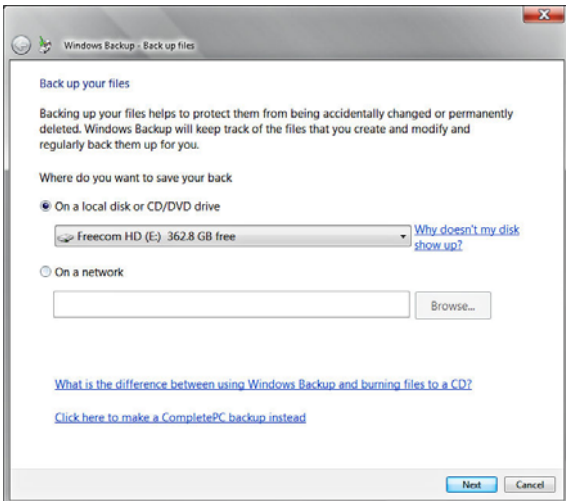 Windows Backup - Back up files
Back up your files
Backing up your files helps to protect them from being accidentally changed or permanently
deleted. Windows Backup will keep track of the files that you create and modify and
regularly back them up for you.
Where do you want to save your back
On a local disk or CD/DVD drive
Freecom HD (E:) 362.8 GB free
Why doesn't my disk
show up?
On a network
Browse...
What is the difference between using Windows Backup and burning files to a CD?
Click here to make a CompletePC backup instead
Next Cancel